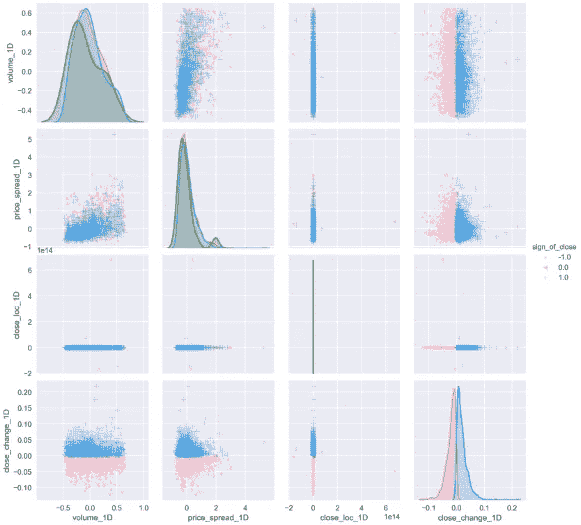 0.6
0.4
0.2
0.0
−0.2
−0.4
volume_1D
5
4
3
2
1
0
−1
price_spread_1D
1e14
6
4
2
0
−2
close_loc_1D
sign_of_close
-1.0
0.0
1.0
0.20
0.15
0.10
0.05
0.00
−0.05
−0.10
close_change_1D
−0.5 0.0 0.5 1.0
0 2 4
−2 0 2 4 6
−0.1 0.0 0.1 0.2
volume_1D
price_spread_1D
close_loc_1D 1e14
close_change_1D